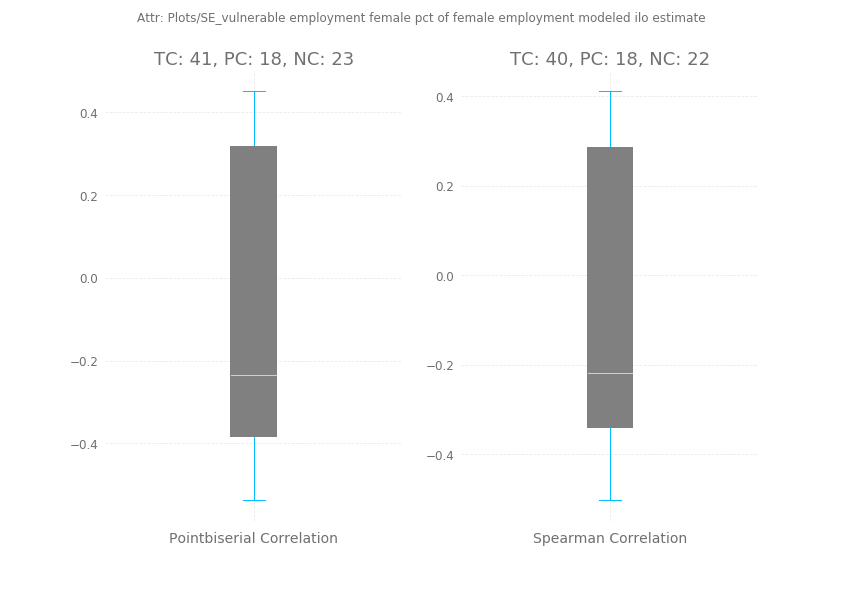 Attr: Plots/SE_vulnerable employment female pct of female employment modeled ilo estimate
TC: 41, PC: 18, NC: 23
0.4
0.2
0.0
−0.2
−0.4
Pointbiserial Correlation
TC: 40, PC: 18, NC: 22
0.4
0.2
0.0
−0.2
−0.4
Spearman Correlation